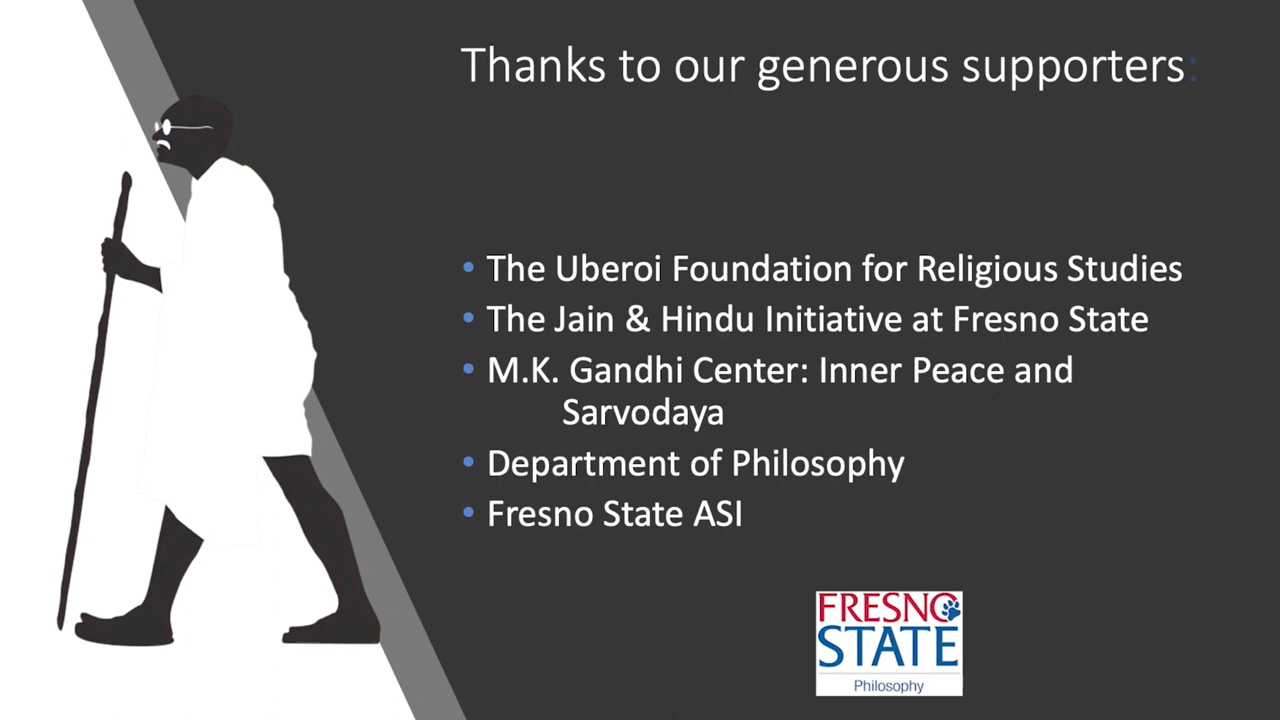 Thanks to our generous supporters:
• The Uberoi Foundation for Religious Studies
• The Jain & Hindu Initiative at Fresno State
• M.K. Gandhi Center: Inner Peace and
Sarvodaya
• Department of Philosophy
• Fresno State ASI
FRESNO
STATE
Philosophy